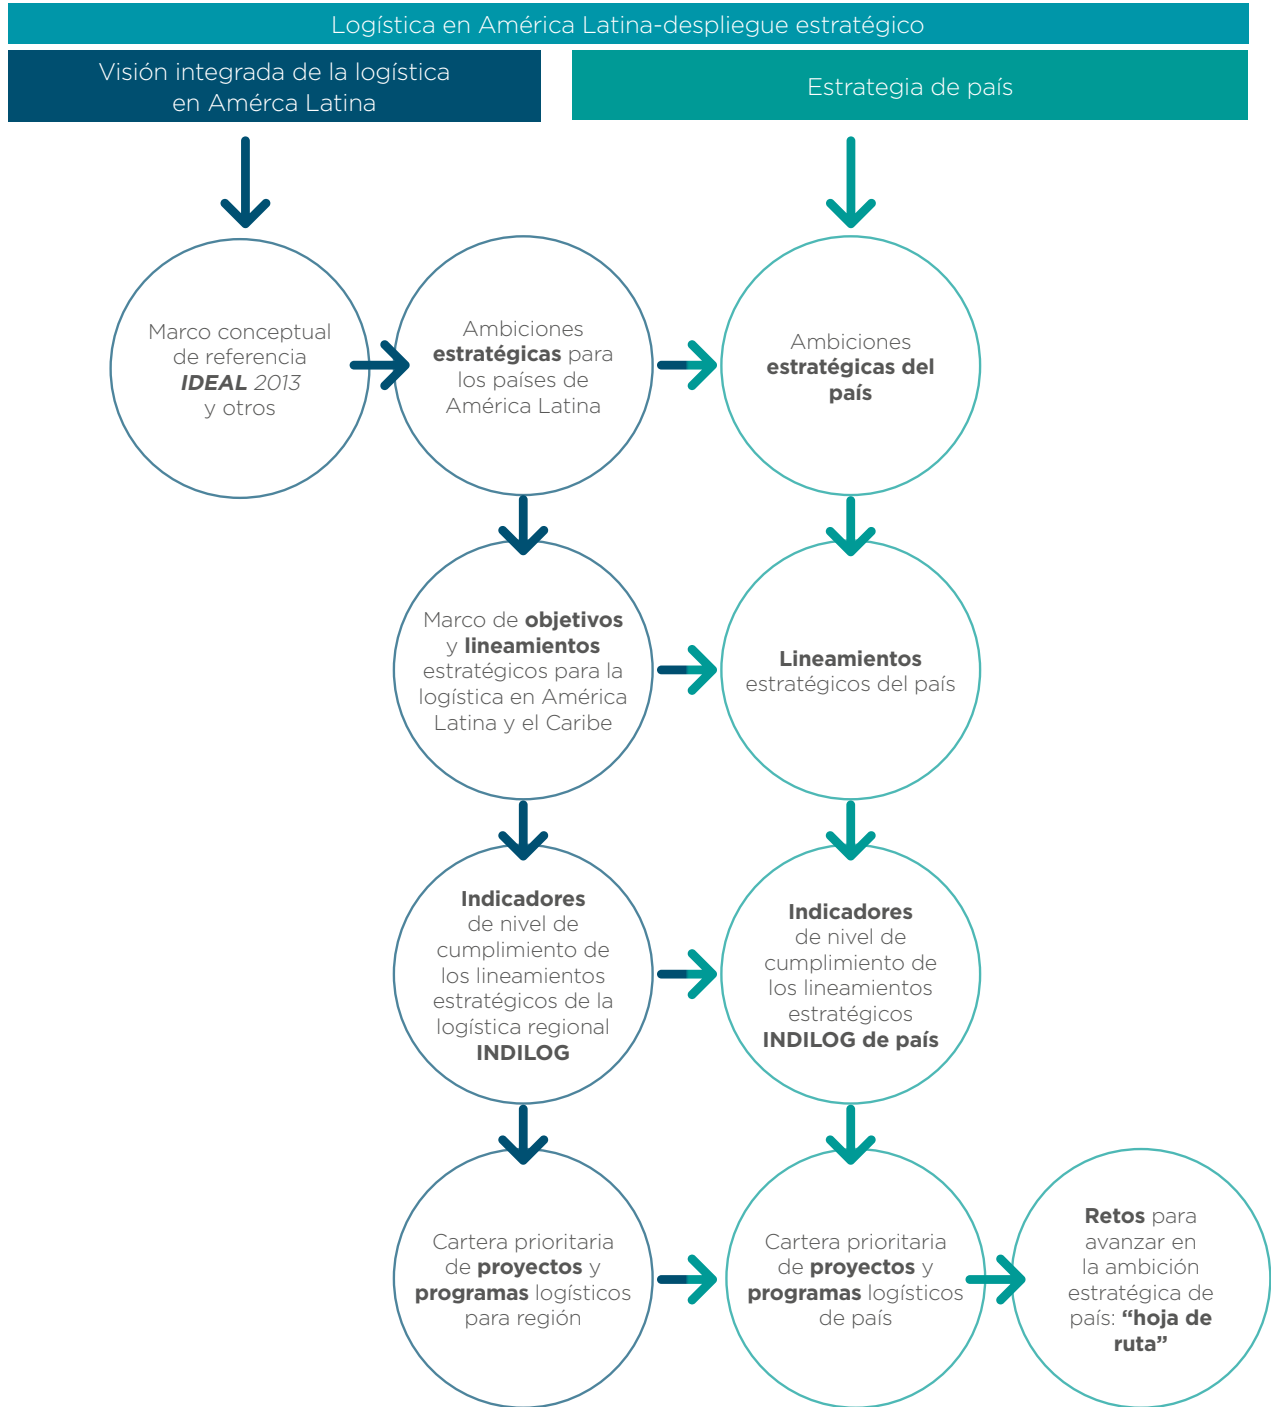 Logística en América Latina-despliegue estratégico
Visión integrada de la logística
en Amérca Latina
Estrategia de país
Marco conceptual
de referencia
IDEAL 2013
y otros
Ambiciones
estratégicas para
los países de
América Latina
Ambiciones
estratégicas del
país
Marco de objetivos
y lineamientos
estratégicos para la
logística en América
Latina y el Caribe
Lineamientos
estratégicos del país
Indicadores
de nivel de
cumplimiento de
los lineamientos
estratégicos de la
logística regional
INDILOG
Indicadores
de nivel de
cumplimiento de
los lineamientos
estratégicos
INDILOG de país
Cartera prioritaria
de proyectos y
programas logísticos
para región
Cartera prioritaria
de proyectos y
programas logísticos
de país
Retos para
avanzar en
la ambición
estratégica de
país: “hoja de
ruta”